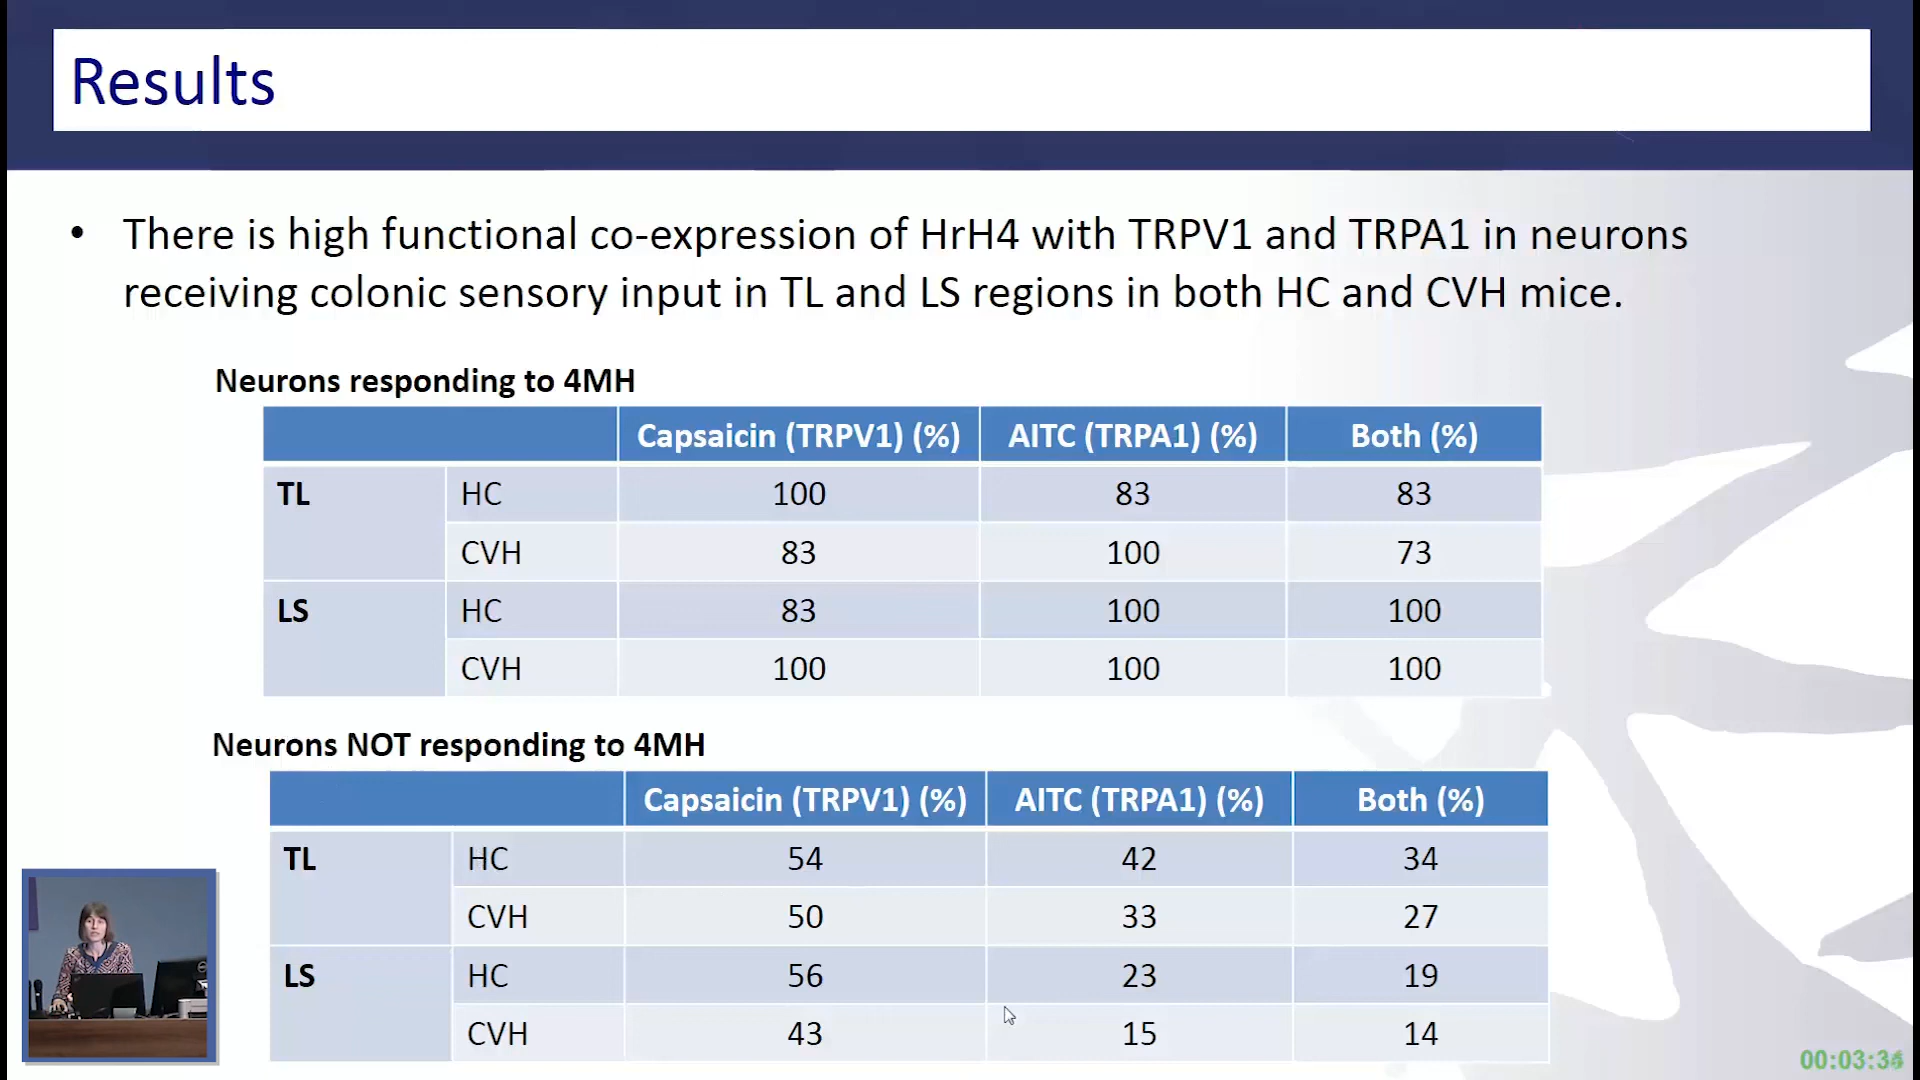 Results
• There is high functional co-expression of HrH4 with TRPV1 and TRPA1 in neurons
receiving colonic sensory input in TL and LS regions in both HC and CVH mice.
Neurons responding to 4MH
Capsaicin (TRPV1) (%) AITC (TRPA1) (%) Both (%)
TL HC 100 83 83
CVH 83 100 73
LS HC 83 100 100
CVH 100 100 100
Neurons NOT responding to 4MH
Capsaicin (TRPV1) (%) AITC (TRPA1) (%) Both (%)
TL HC 54 42 34
CVH 50 33 27
LS HC 56 23 19
CVH 43 15 14